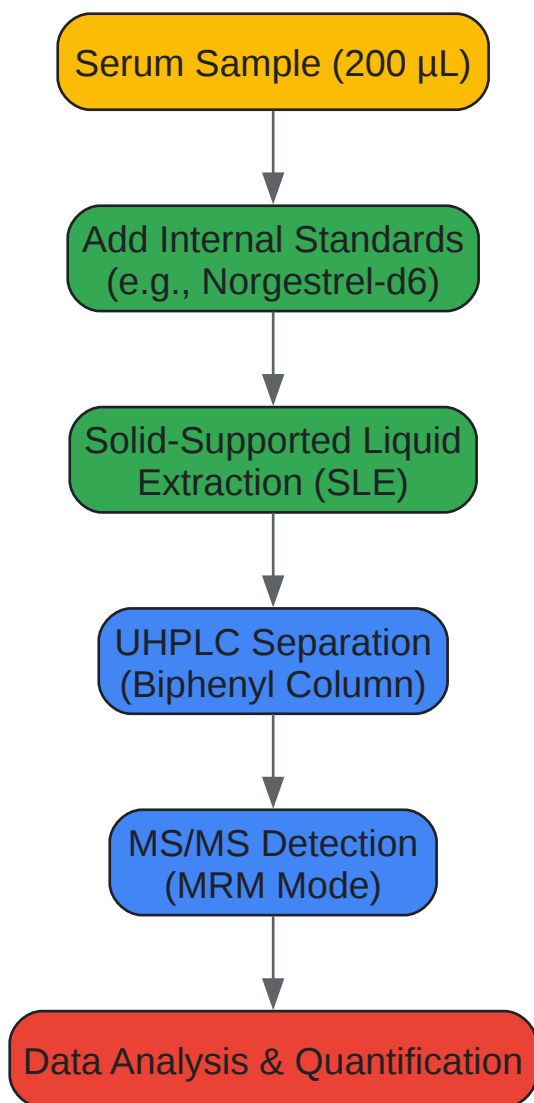 Serum Sample (200 µL)
Add Internal Standards
(e.g., Norgestrel-d6)
Solid-Supported Liquid
Extraction (SLE)
UHPLC Separation
(Biphenyl Column)
MS/MS Detection
(MRM Mode)
Data Analysis & Quantification